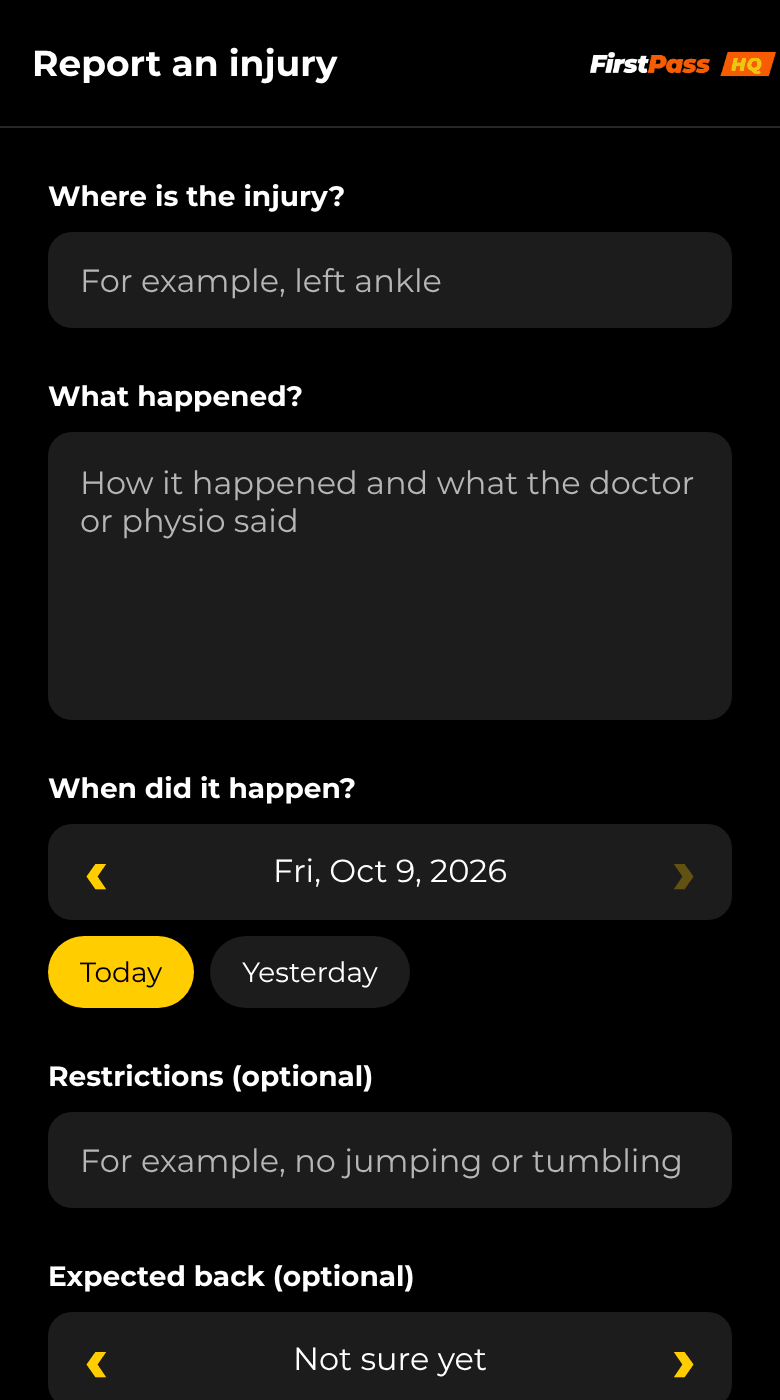 Report an injury
FirstPass HQ
Where is the injury?
For example, left ankle
What happened?
How it happened and what the doctor
or physio said
When did it happen?
‹ Fri, Oct 9, 2026 ›
Today
Yesterday
Restrictions (optional)
For example, no jumping or tumbling
Expected back (optional)
‹ Not sure yet ›